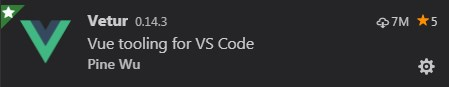 Vetur 0.14.3 7M 5
Vue tooling for VS Code
Pine Wu